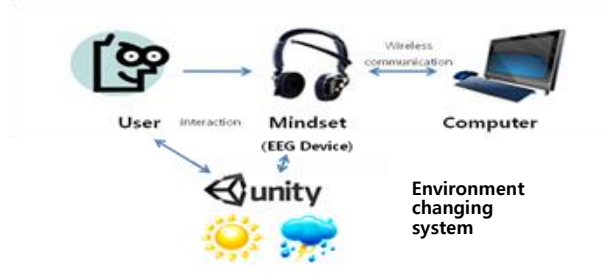 Wireless
communication
User
interaction
Mindset
Computer
(EEG Device)
unity
Environment
changing
system